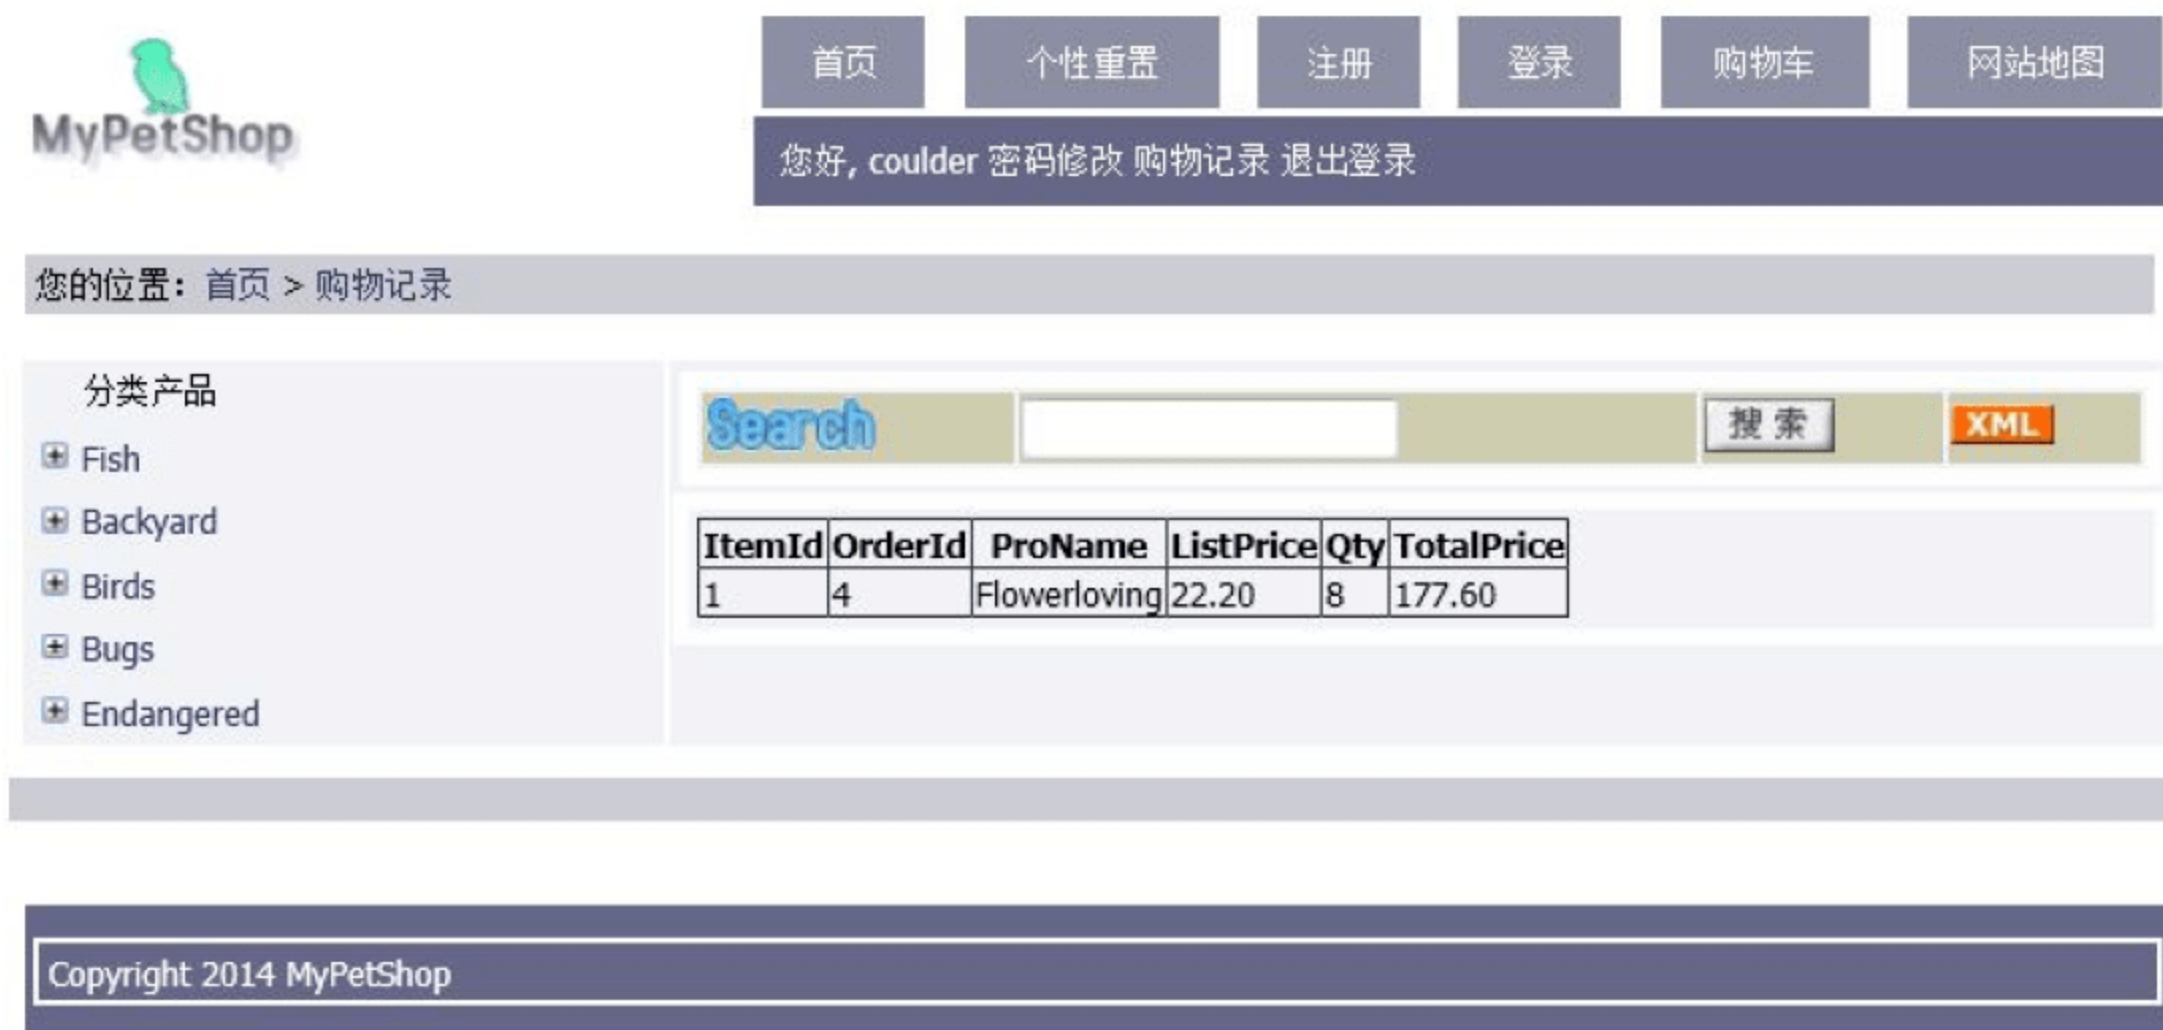 MyPetShop
首页 个性重置 注册 登录 购物车 网站地图
您好, coulder 密码修改 购物记录 退出登录
您的位置：首页 > 购物记录
分类产品
Fish
Backyard
Birds
Bugs
Endangered
Search 搜 索 XML
ItemId OrderId ProName ListPrice Qty TotalPrice
1 4 Flowerloving 22.20 8 177.60
Copyright 2014 MyPetShop